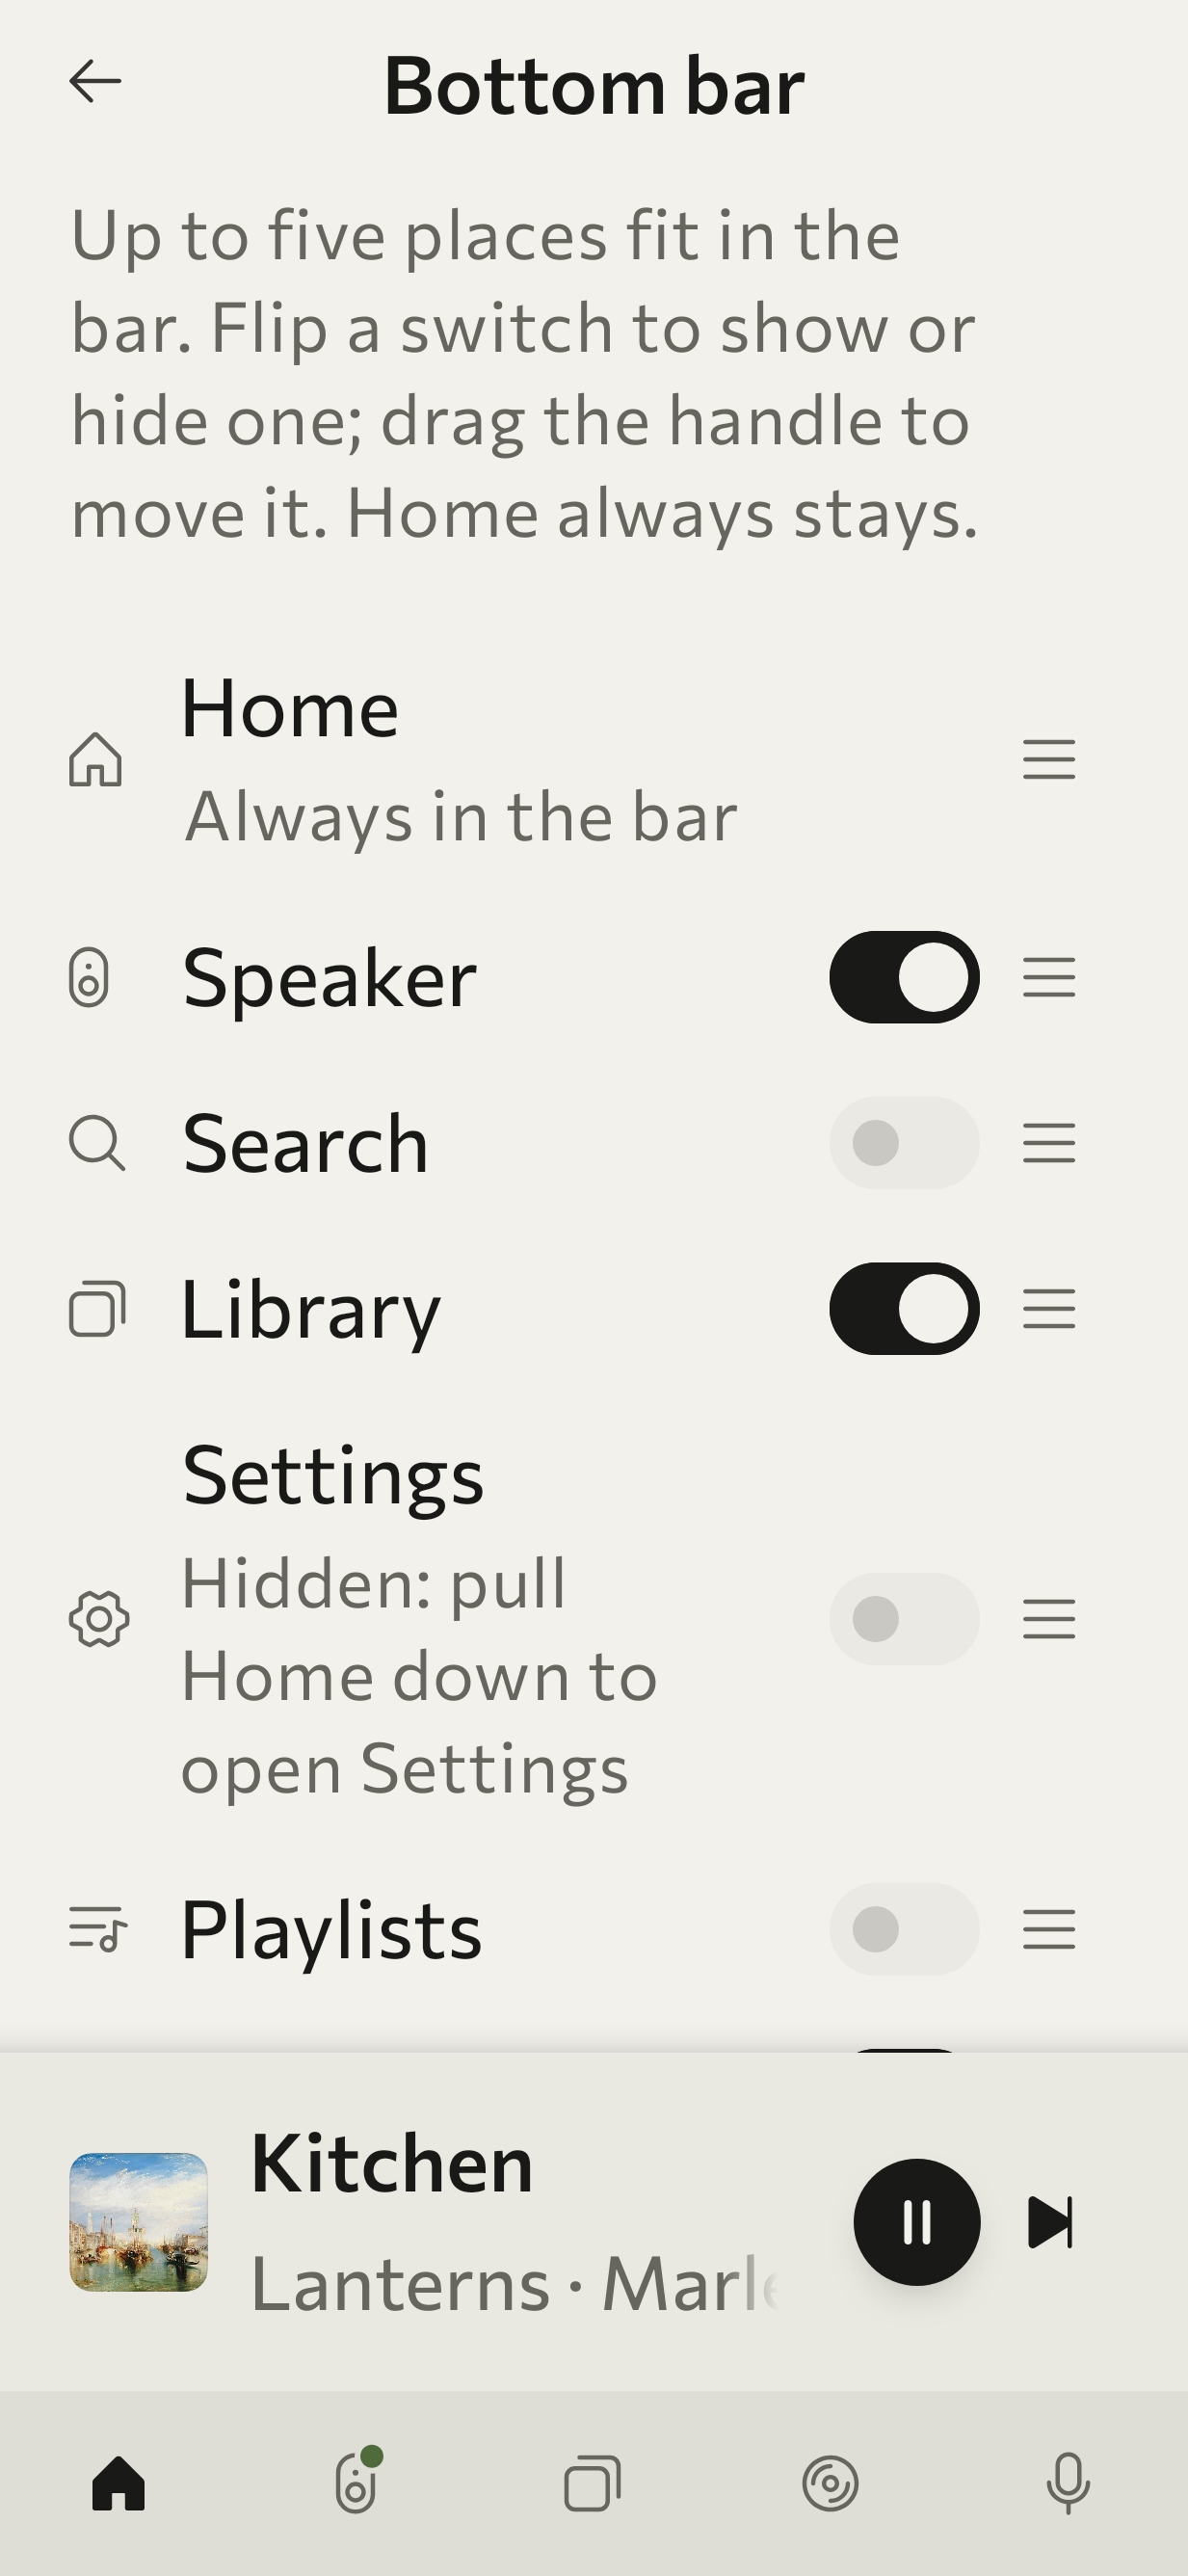 Bottom bar
Up to five places fit in the
bar. Flip a switch to show or
hide one; drag the handle to
move it. Home always stays.
Home
Always in the bar
Speaker
Search
Library
Settings
Hidden: pull
Home down to
open Settings
Playlists
Kitchen
Lanterns ·